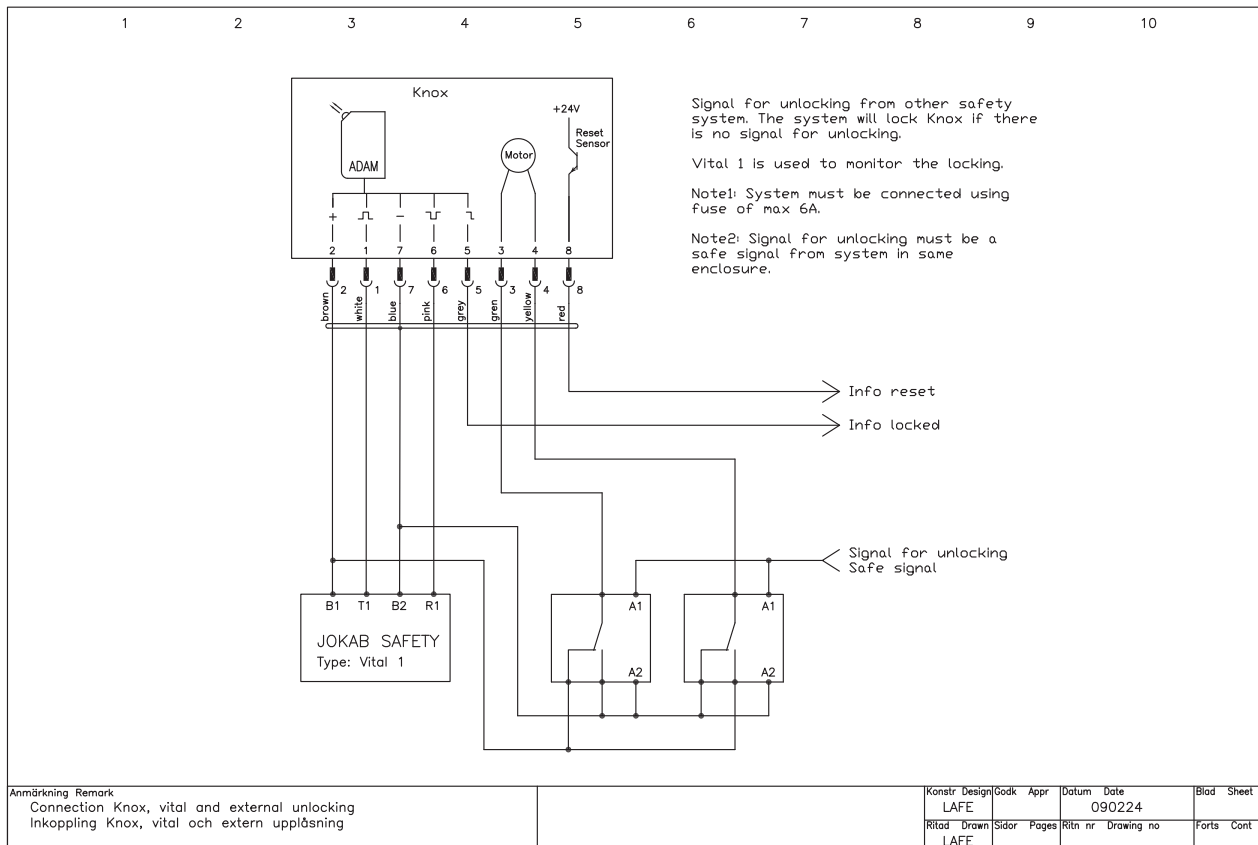 1 2 3 4 5 6 7 8 9 10
Knox
+24V
Reset
Sensor
Motor
ADAM
+ −
2 1 7 6 5 3 4 8
2 1 7 6 5 3 4 8
brown white blue pink grey gren yellow red
Signal for unlocking from other safety
system. The system will lock Knox if there
is no signal for unlocking.
Vital 1 is used to monitor the locking.
Note1: System must be connected using
fuse of max 6A.
Note2: Signal for unlocking must be a
safe signal from system in same
enclosure.
Info reset
Info locked
Signal for unlocking
Safe signal
B1 T1 B2 R1
JOKAB SAFETY
Type: Vital 1
A1 A1
A2 A2
Anmärkning Remark
Connection Knox, vital and external unlocking
Inkoppling Knox, vital och extern upplåsning
Konstr Design Godk Appr Datum Date Blad Sheet
LAFE 090224
Ritad Drawn Sidor Pages Ritn nr Drawing no Forts Cont
LAFE